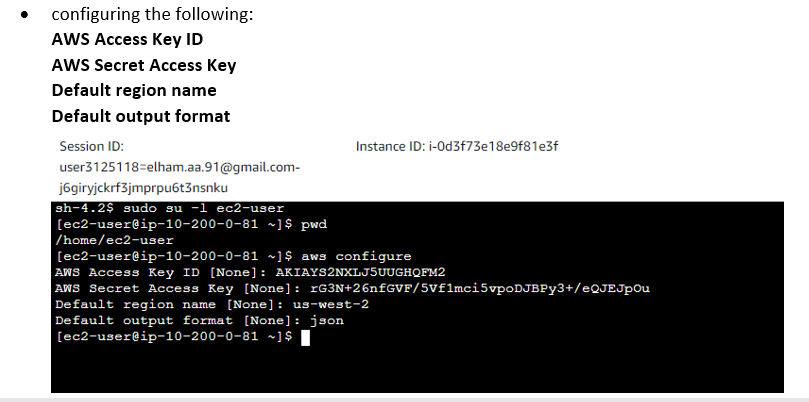 • configuring the following:
AWS Access Key ID
AWS Secret Access Key
Default region name
Default output format
Session ID:
user3125118=elham.aa.91@gmail.com-
j6giryjckrf3jmprpu6t3nsnku
Instance ID: i-0d3f73e18e9f81e3f
sh-4.2$ sudo su -l ec2-user
[ec2-user@ip-10-200-0-81 ~]$ pwd
/home/ec2-user
[ec2-user@ip-10-200-0-81 ~]$ aws configure
AWS Access Key ID [None]: AKIAYS2NXLJ5UUGHQFM2
AWS Secret Access Key [None]: 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
Default region name [None]: us-west-2
Default output format [None]: json
[ec2-user@ip-10-200-0-81 ~]$